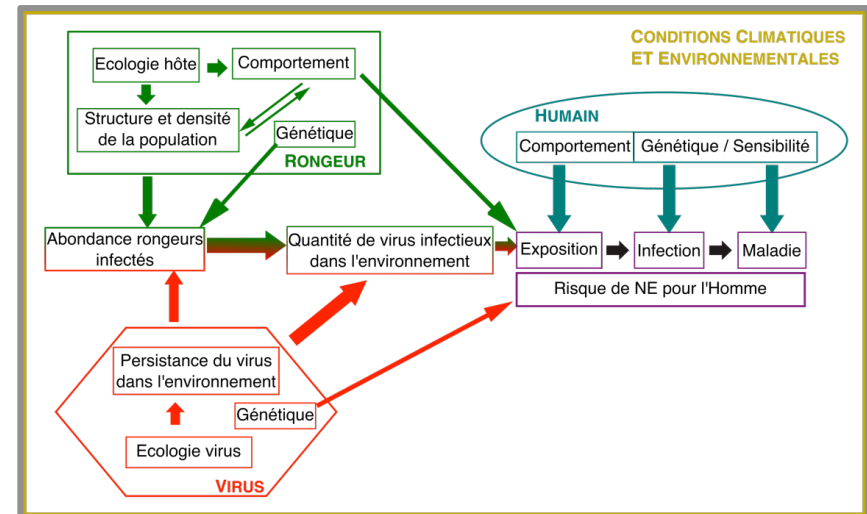 CONDITIONS CLIMATIQUES
ET ENVIRONNEMENTALES
Ecologie hôte
Comportement
Structure et densité
de la population
Génétique
RONGEUR
HUMAIN
Comportement
Génétique / Sensibilité
Abondance rongeurs
infectés
Quantité de virus infectieux
dans l'environnement
Exposition
Infection
Maladie
Risque de NE pour l'Homme
Persistance du virus
dans l'environnement
Génétique
Ecologie virus
VIRUS